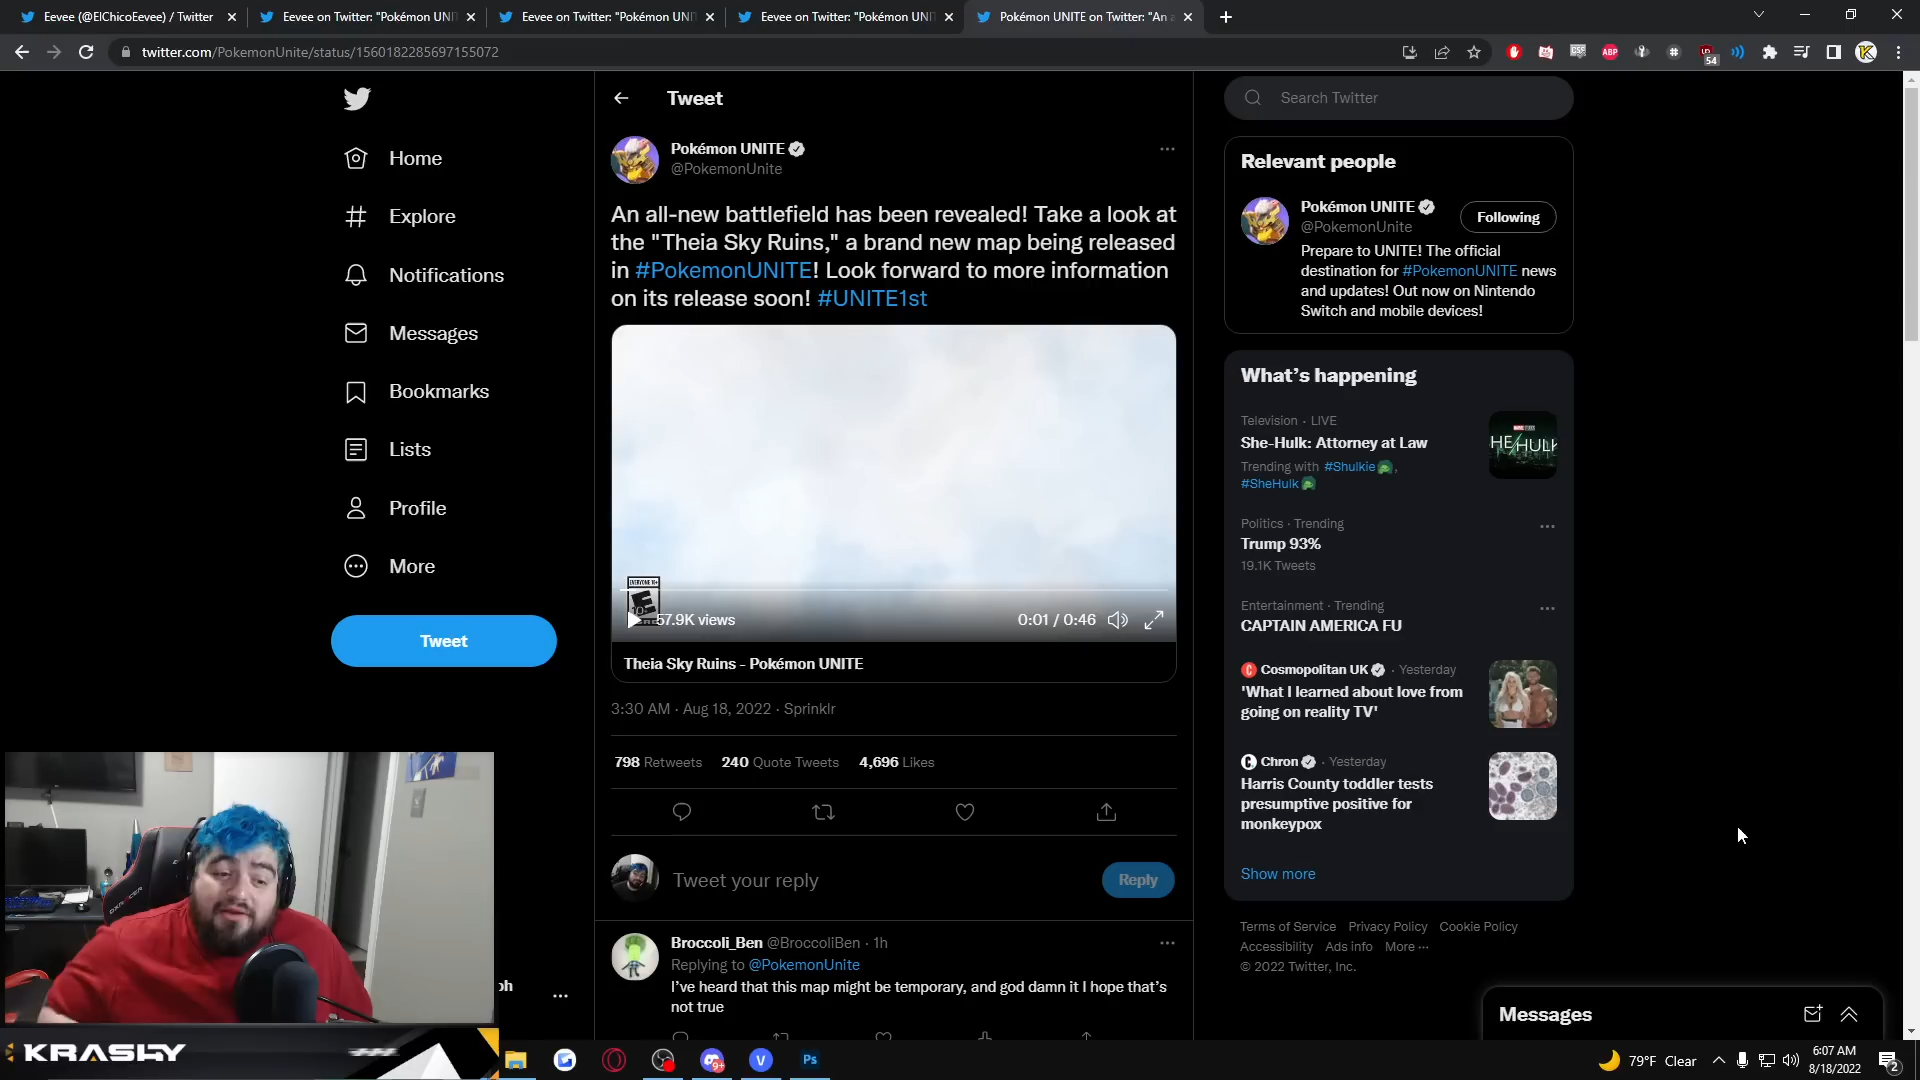 Eevee (@ElChicoEevee) / Twitter
Eevee on Twitter: "Pokémon UNI
Eevee on Twitter: "Pokémon UNI
Eevee on Twitter: "Pokémon UNI
Pokémon UNITE on Twitter: "An a
twitter.com/PokemonUnite/status/1560182285697155072
54
Home
Explore
Notifications
Messages
Bookmarks
Lists
Profile
More
Tweet
Tweet
Pokémon UNITE
@PokemonUnite
An all-new battlefield has been revealed! Take a look at
the "Theia Sky Ruins," a brand new map being released
in #PokemonUNITE! Look forward to more information
on its release soon! #UNITE1st
EVERYONE 10+
57.9K views
0:01 / 0:46
Theia Sky Ruins - Pokémon UNITE
3:30 AM · Aug 18, 2022 · Sprinklr
798 Retweets 240 Quote Tweets 4,696 Likes
Tweet your reply
Reply
Broccoli_Ben @BroccoliBen · 1h
Replying to @PokemonUnite
I've heard that this map might be temporary, and god damn it I hope that's
not true
Search Twitter
Relevant people
Pokémon UNITE
@PokemonUnite
Following
Prepare to UNITE! The official
destination for #PokemonUNITE news
and updates! Out now on Nintendo
Switch and mobile devices!
What's happening
Television · LIVE
She-Hulk: Attorney at Law
Trending with #Shulkie,
#SheHulk
HE/HULK
Politics · Trending
Trump 93%
19.1K Tweets
Entertainment · Trending
CAPTAIN AMERICA FU
Cosmopolitan UK · Yesterday
'What I learned about love from
going on reality TV'
Chron · Yesterday
Harris County toddler tests
presumptive positive for
monkeypox
Show more
Terms of Service Privacy Policy Cookie Policy
Accessibility Ads info More ···
© 2022 Twitter, Inc.
Messages
ph
DXRACER
KRASHY
9+
V
Ps
79°F Clear
6:07 AM
8/18/2022
2